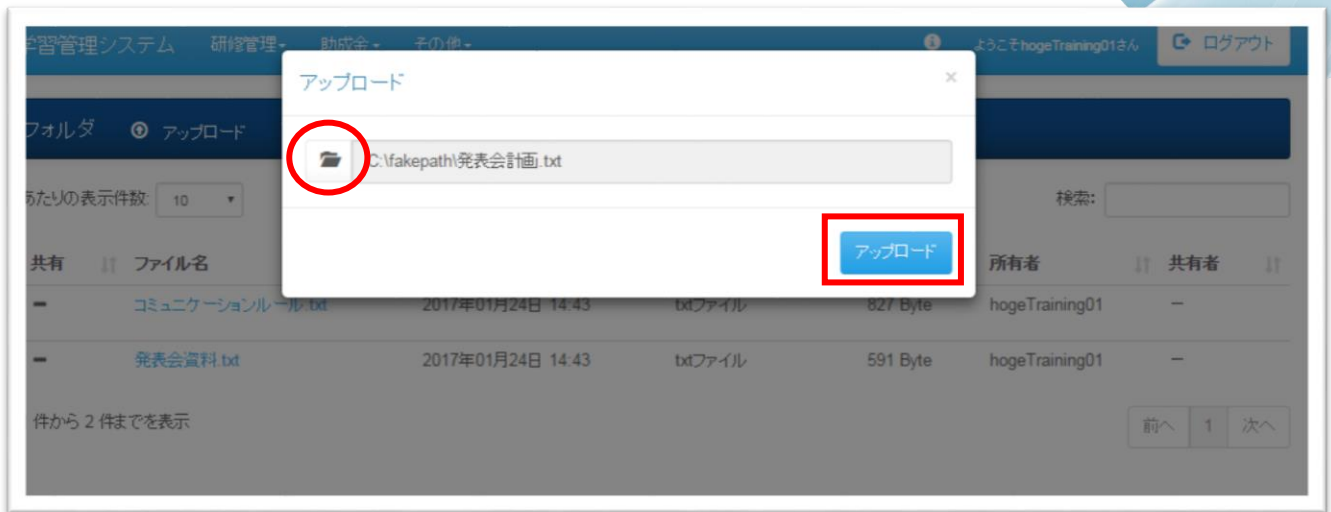 学習管理システム 研修管理 助成金 その他 ようこそhogeTraining01さん ログアウト
アップロード ×
フォルダ アップロード
C:\fakepath\発表会計画.txt
あたりの表示件数: 10 検索:
アップロード
共有 ファイル名 所有者 共有者
コミュニケーションルール.txt 2017年01月24日 14:43 txtファイル 827 Byte hogeTraining01 ー
発表会資料.txt 2017年01月24日 14:43 txtファイル 591 Byte hogeTraining01 ー
件から 2 件までを表示
前へ 1 次へ